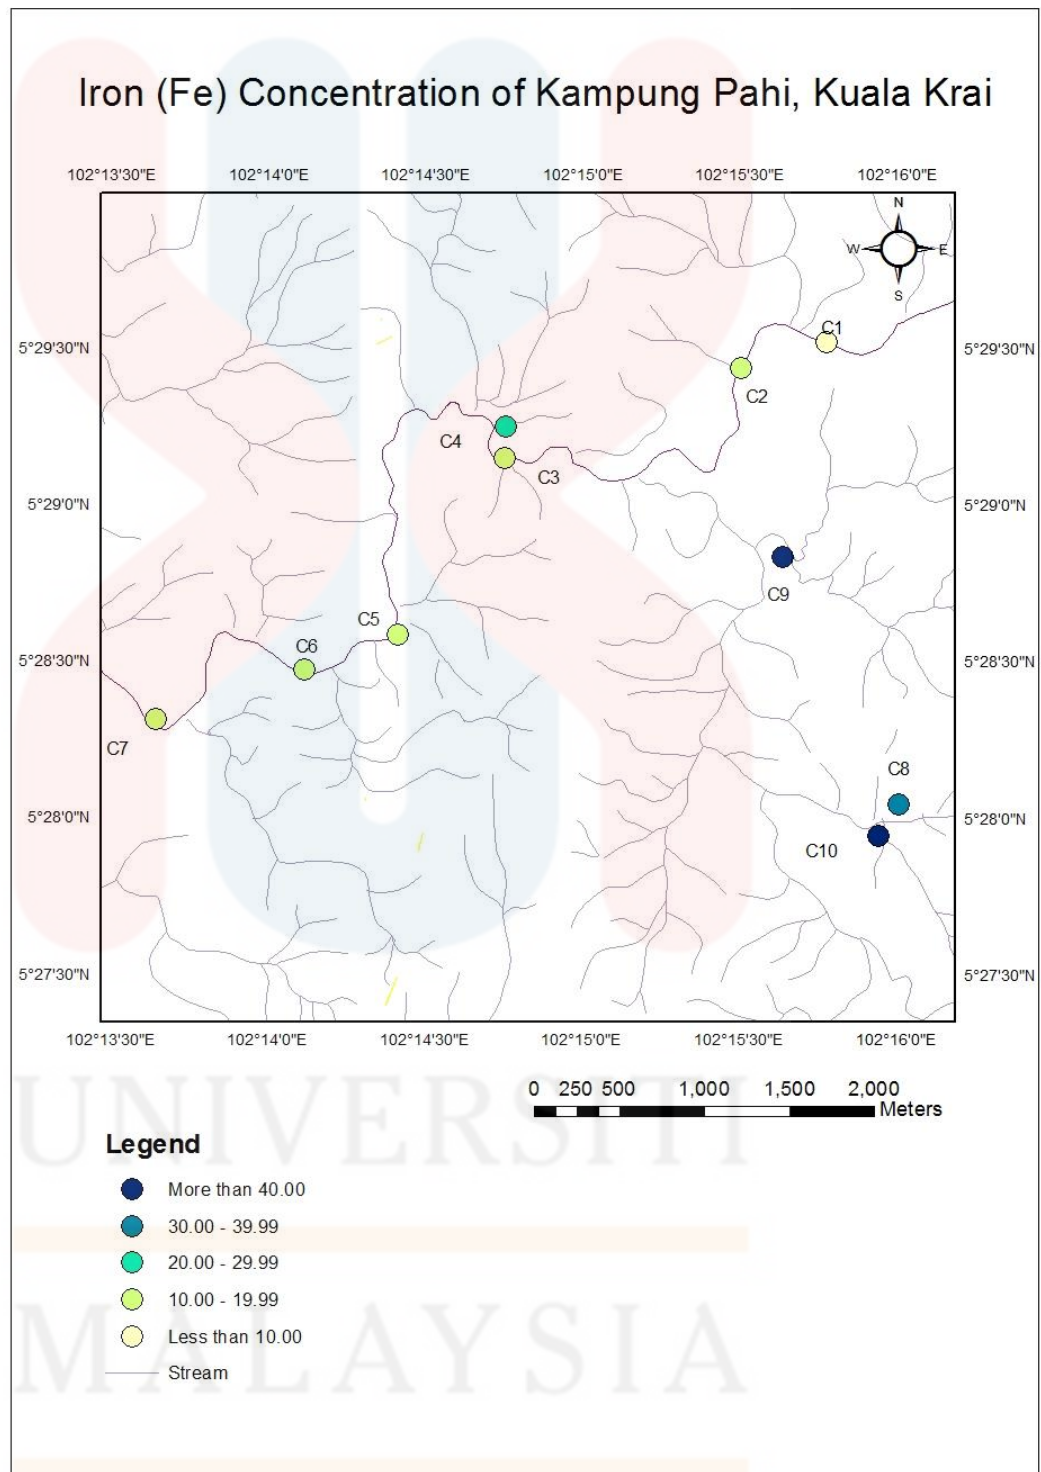 Iron (Fe) Concentration of Kampung Pahi, Kuala Krai
102°13'30"E 102°14'0"E 102°14'30"E 102°15'0"E 102°15'30"E 102°16'0"E
N
W E
S
C1
5°29'30"N 5°29'30"N
C2
C4
C3
5°29'0"N 5°29'0"N
C9
C5
C6
5°28'30"N 5°28'30"N
C7
C8
5°28'0"N 5°28'0"N
C10
5°27'30"N 5°27'30"N
102°13'30"E 102°14'0"E 102°14'30"E 102°15'0"E 102°15'30"E 102°16'0"E
0 250 500 1,000 1,500 2,000
Meters
UNIVERSITI
Legend
More than 40.00
30.00 - 39.99
20.00 - 29.99
10.00 - 19.99
Less than 10.00
Stream
MALAYSIA